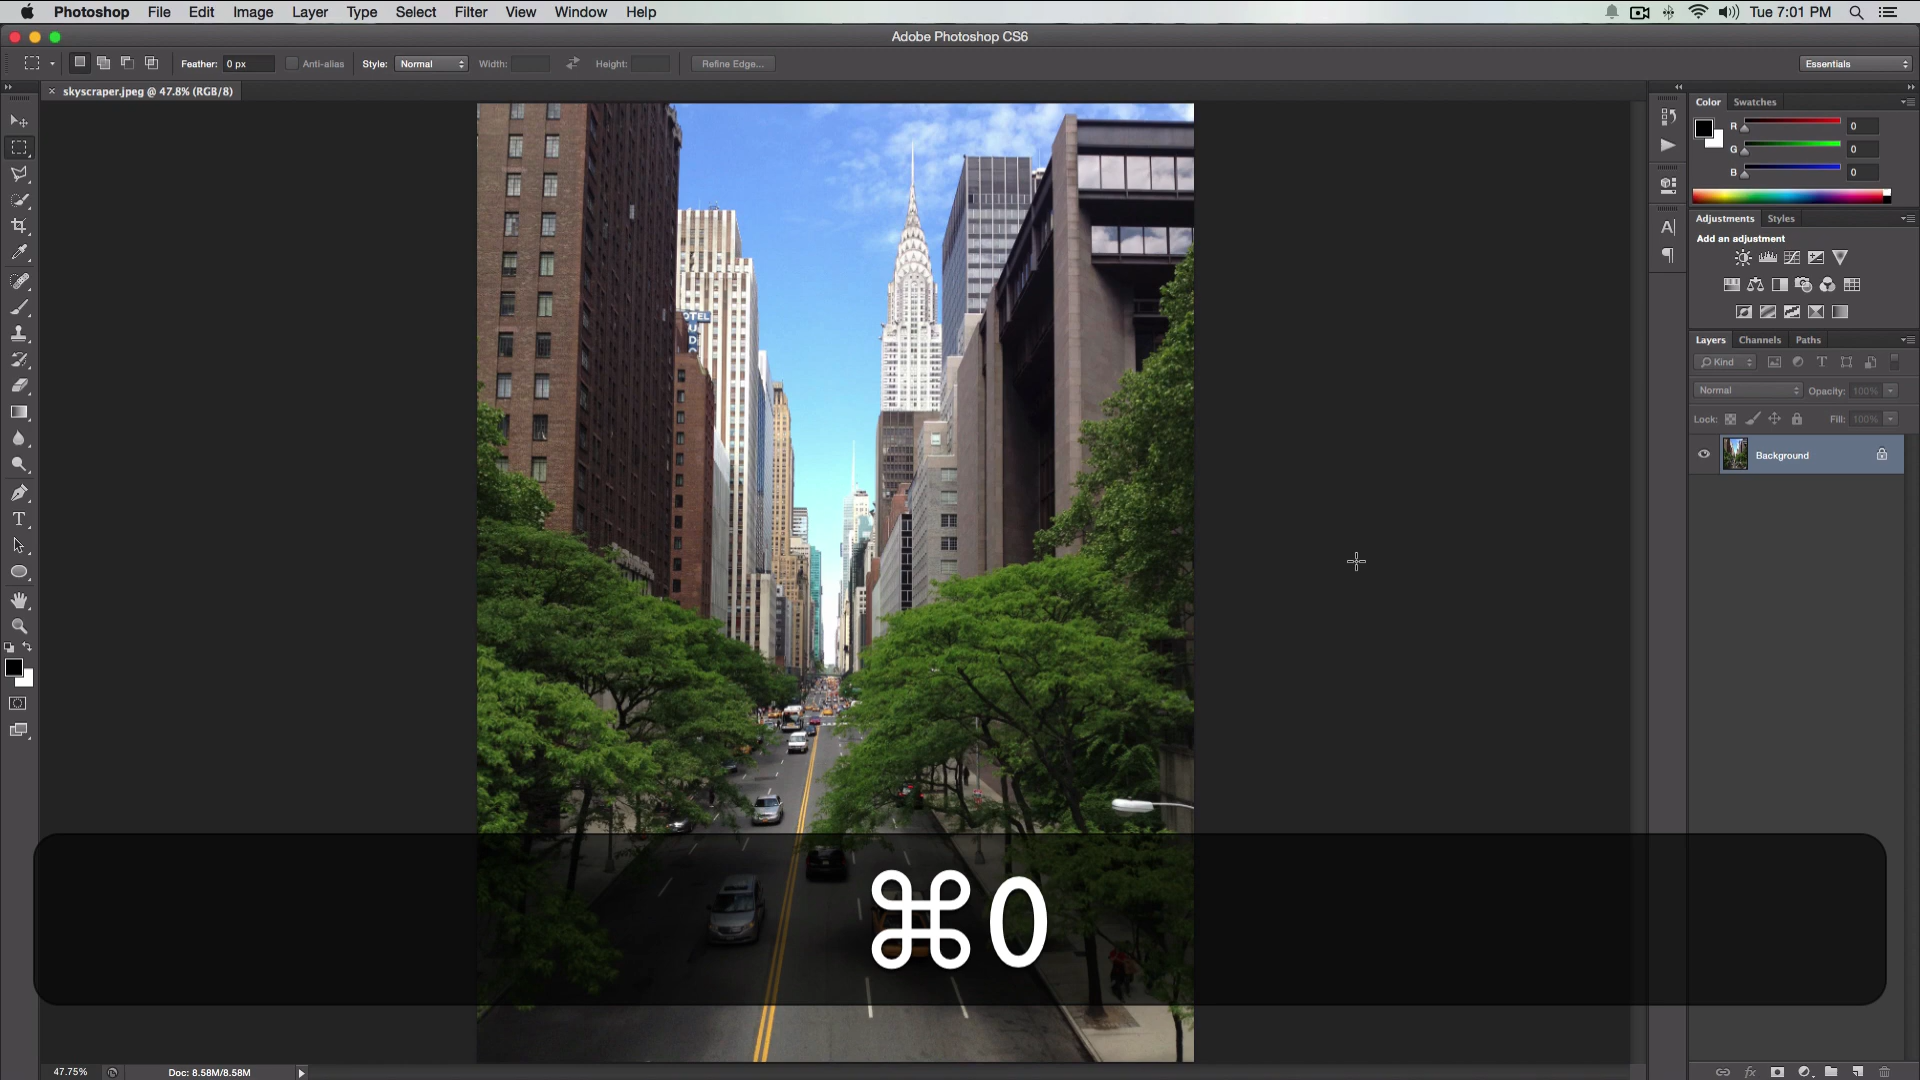 Photoshop File Edit Image Layer Type Select Filter View Window Help Tue 7:01 PM
Adobe Photoshop CS6
Feather: 0 px Anti-alias Style: Normal Width: Height: Refine Edge... Essentials
× skyscraper.jpeg @ 47.8% (RGB/8)
Color Swatches
R 0
G 0
B 0
Adjustments Styles
Add an adjustment
Layers Channels Paths
Kind
Normal Opacity: 100%
Lock: Fill: 100%
Background
OTEL
U
D
⌘0
47.75% Doc: 8.58M/8.58M